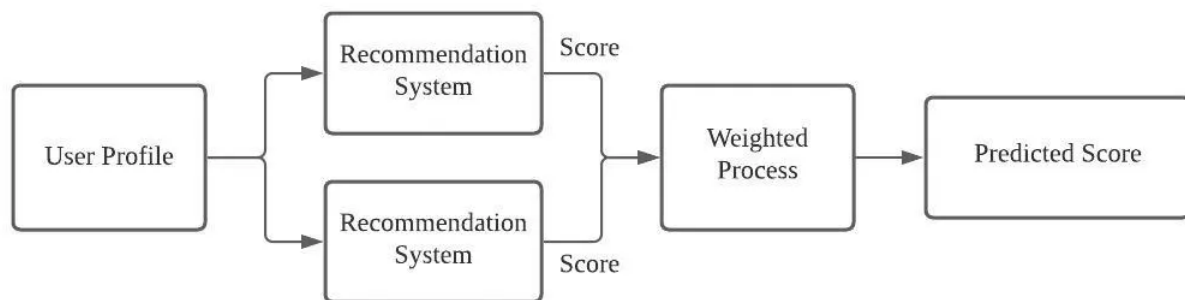 User Profile
Recommendation
System
Score
Recommendation
System
Score
Weighted
Process
Predicted Score